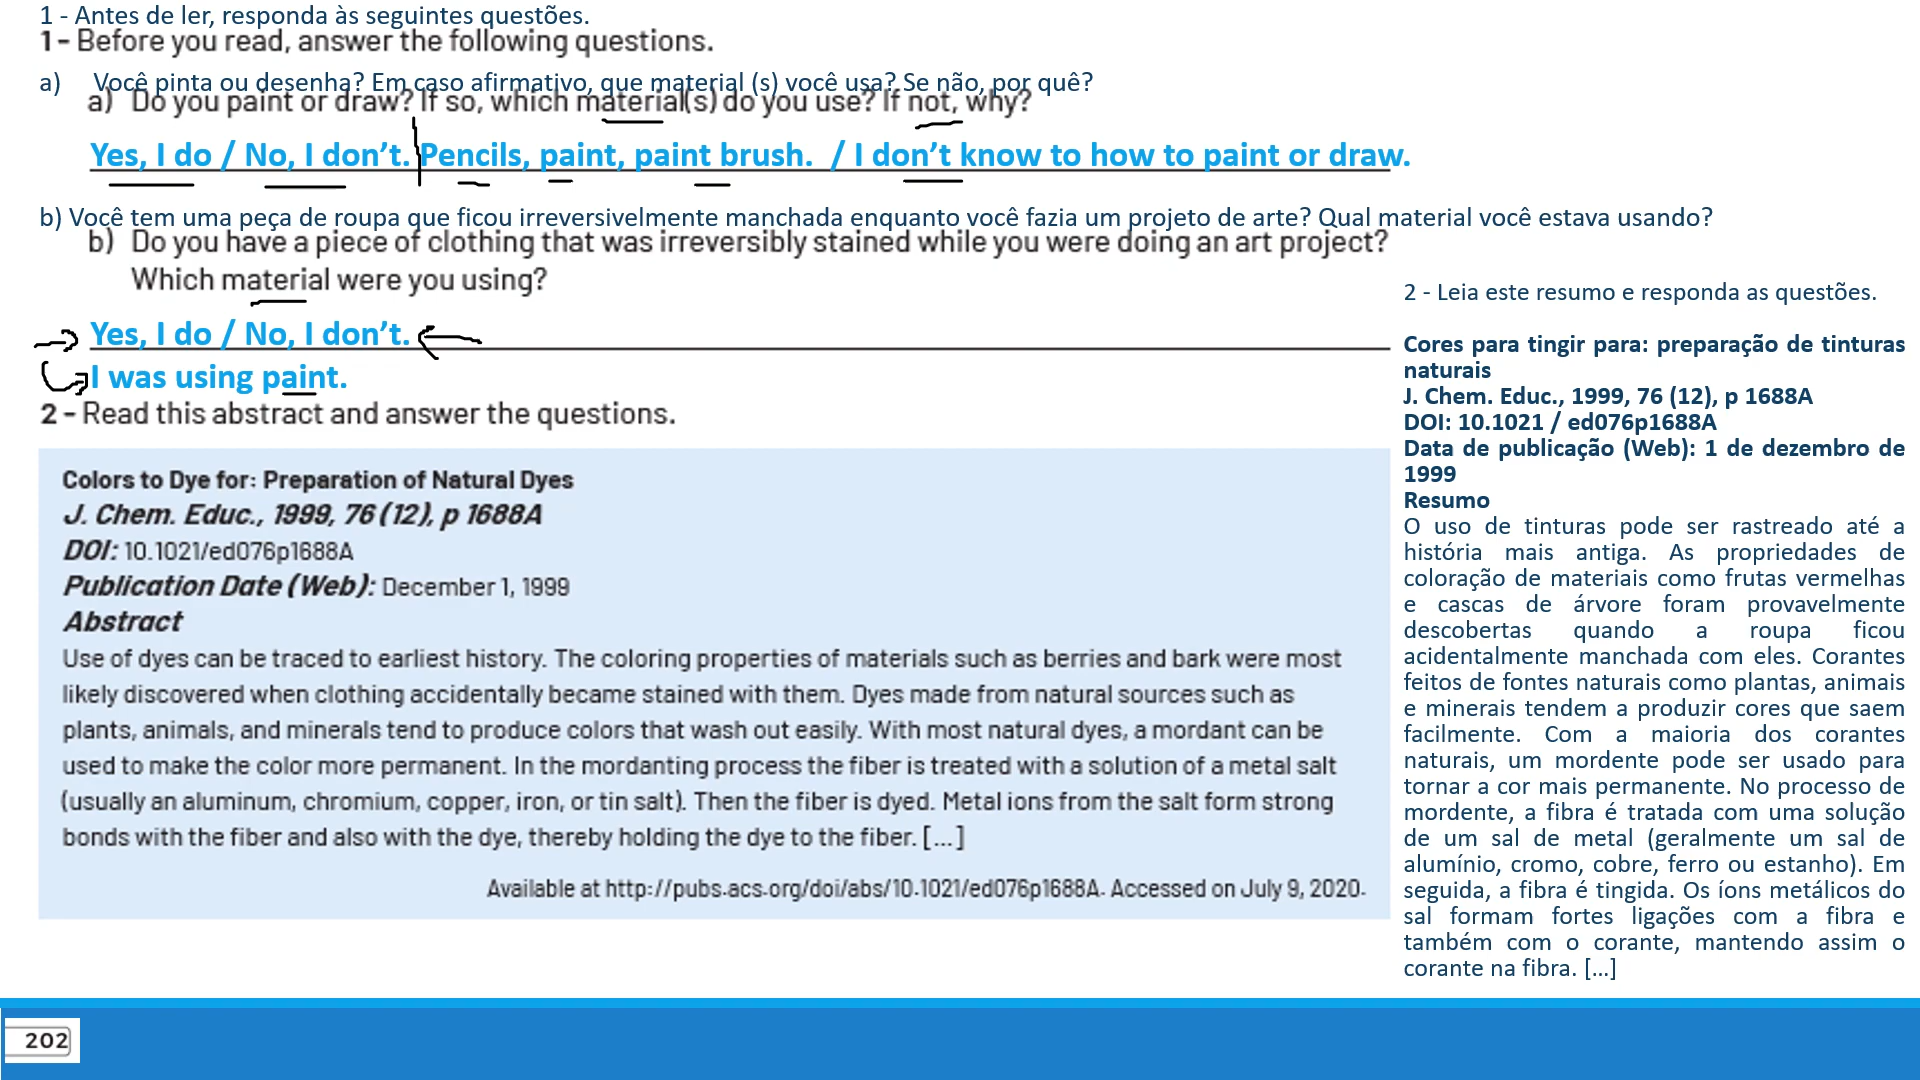 1 - Antes de ler, responda às seguintes questões.
1 - Before you read, answer the following questions.
a) Você pinta ou desenha? Em caso afirmativo, que material (s) você usa? Se não, por quê?
a) Do you paint or draw? If so, which material(s) do you use? If not, why?
Yes, I do / No, I don't. Pencils, paint, paint brush. / I don't know to how to paint or draw.
b) Você tem uma peça de roupa que ficou irreversivelmente manchada enquanto você fazia um projeto de arte? Qual material você estava usando?
b) Do you have a piece of clothing that was irreversibly stained while you were doing an art project?
Which material were you using?
Yes, I do / No, I don't.
I was using paint.
2 - Read this abstract and answer the questions.
Colors to Dye for: Preparation of Natural Dyes
J. Chem. Educ., 1999, 76 (12), p 1688A
DOI: 10.1021/ed076p1688A
Publication Date (Web): December 1, 1999
Abstract
Use of dyes can be traced to earliest history. The coloring properties of materials such as berries and bark were most
likely discovered when clothing accidentally became stained with them. Dyes made from natural sources such as
plants, animals, and minerals tend to produce colors that wash out easily. With most natural dyes, a mordant can be
used to make the color more permanent. In the mordanting process the fiber is treated with a solution of a metal salt
(usually an aluminum, chromium, copper, iron, or tin salt). Then the fiber is dyed. Metal ions from the salt form strong
bonds with the fiber and also with the dye, thereby holding the dye to the fiber. [...]
Available at http://pubs.acs.org/doi/abs/10.1021/ed076p1688A. Accessed on July 9, 2020.
2 - Leia este resumo e responda as questões.
Cores para tingir para: preparação de tinturas
naturais
J. Chem. Educ., 1999, 76 (12), p 1688A
DOI: 10.1021 / ed076p1688A
Data de publicação (Web): 1 de dezembro de
1999
Resumo
O uso de tinturas pode ser rastreado até a
história mais antiga. As propriedades de
coloração de materiais como frutas vermelhas
e cascas de árvore foram provavelmente
descobertas quando a roupa ficou
acidentalmente manchada com eles. Corantes
feitos de fontes naturais como plantas, animais
e minerais tendem a produzir cores que saem
facilmente. Com a maioria dos corantes
naturais, um mordente pode ser usado para
tornar a cor mais permanente. No processo de
mordente, a fibra é tratada com uma solução
de um sal de metal (geralmente um sal de
alumínio, cromo, cobre, ferro ou estanho). Em
seguida, a fibra é tingida. Os íons metálicos do
sal formam fortes ligações com a fibra e
também com o corante, mantendo assim o
corante na fibra. [...]
202